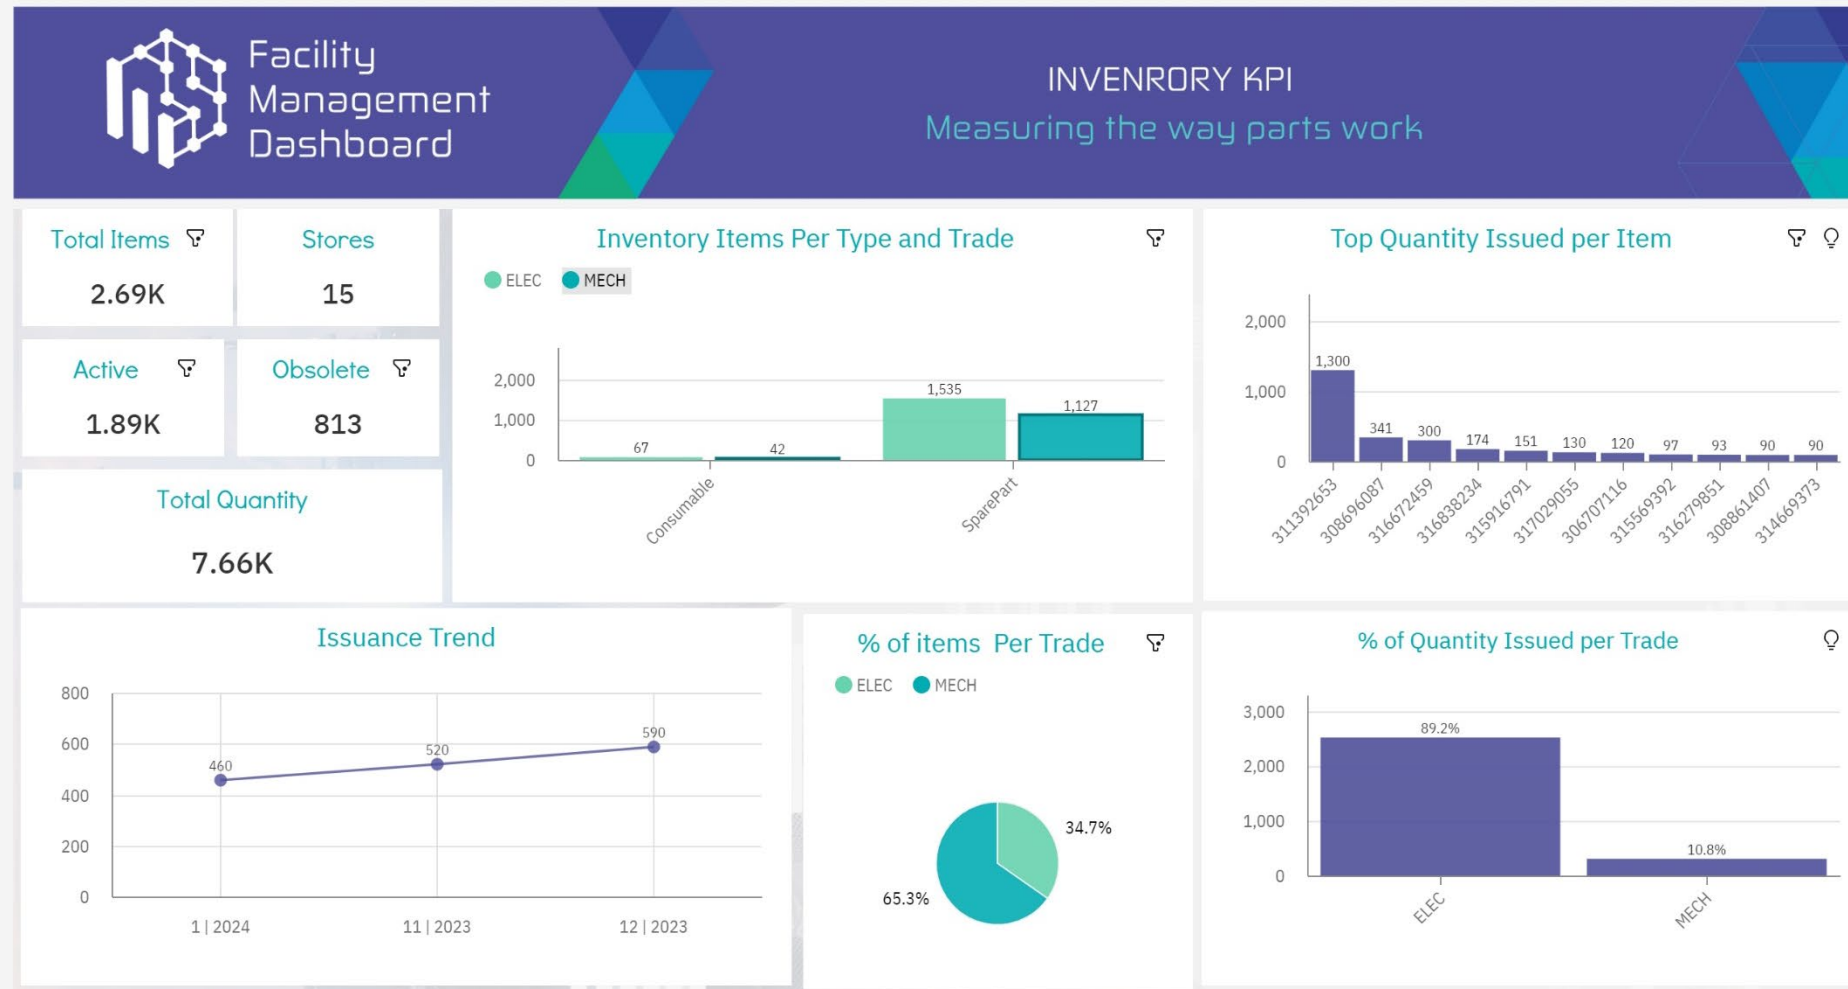 Facility
Management
Dashboard
INVENRORY KPI
Measuring the way parts work
Total Items
2.69K
Stores
15
Active
1.89K
Obsolete
813
Total Quantity
7.66K
Inventory Items Per Type and Trade
ELEC MECH
2,000
1,000
0
67
42
1,535
1,127
Consumable
SparePart
Top Quantity Issued per Item
2,000
1,000
0
1,300
341
300
174
151
130
120
97
93
90
90
311392653
308696087
316672459
316838234
315916791
317029055
306707116
315569392
316279851
308861407
314669373
Issuance Trend
800
600
400
200
0
460
520
590
1 | 2024
11 | 2023
12 | 2023
% of items Per Trade
ELEC MECH
34.7%
65.3%
% of Quantity Issued per Trade
3,000
2,000
1,000
0
89.2%
10.8%
ELEC
MECH